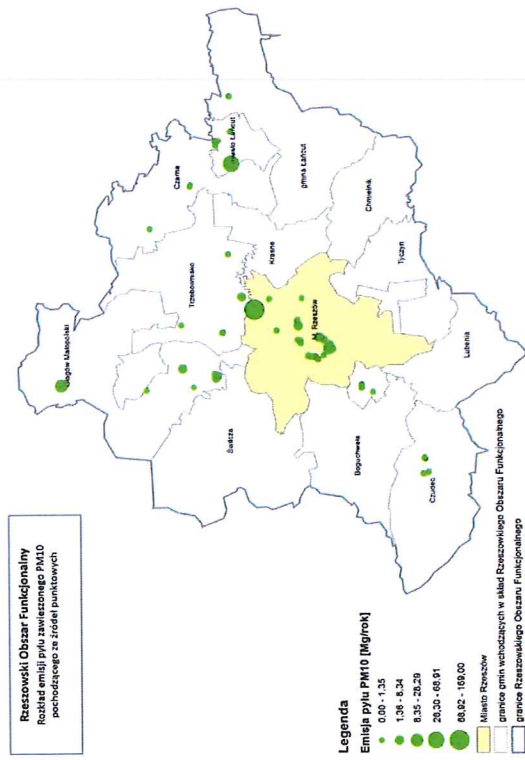 Rzeszowski Obszar Funkcjonalny
Rozkład emisji pyłu zawieszonego PM10
pochodzącego ze źródeł punktowych
Głogów Małopolski
Czarna
Trzebownisko
miasto Łańcut
Świlcza
Krasne
gmina Łańcut
M. Rzeszów
Chmielnik
Boguchwała
Tyczyn
Czudec
Lubenia
Legenda
Emisja pyłu PM10 [Mg/rok]
0,00 - 1,35
1,36 - 8,34
8,35 - 28,29
28,30 - 68,91
68,92 - 169,00
Miasto Rzeszów
granice gmin wchodzących w skład Rzeszowskiego Obszaru Funkcjonalnego
granice Rzeszowskiego Obszaru Funkcjonalnego